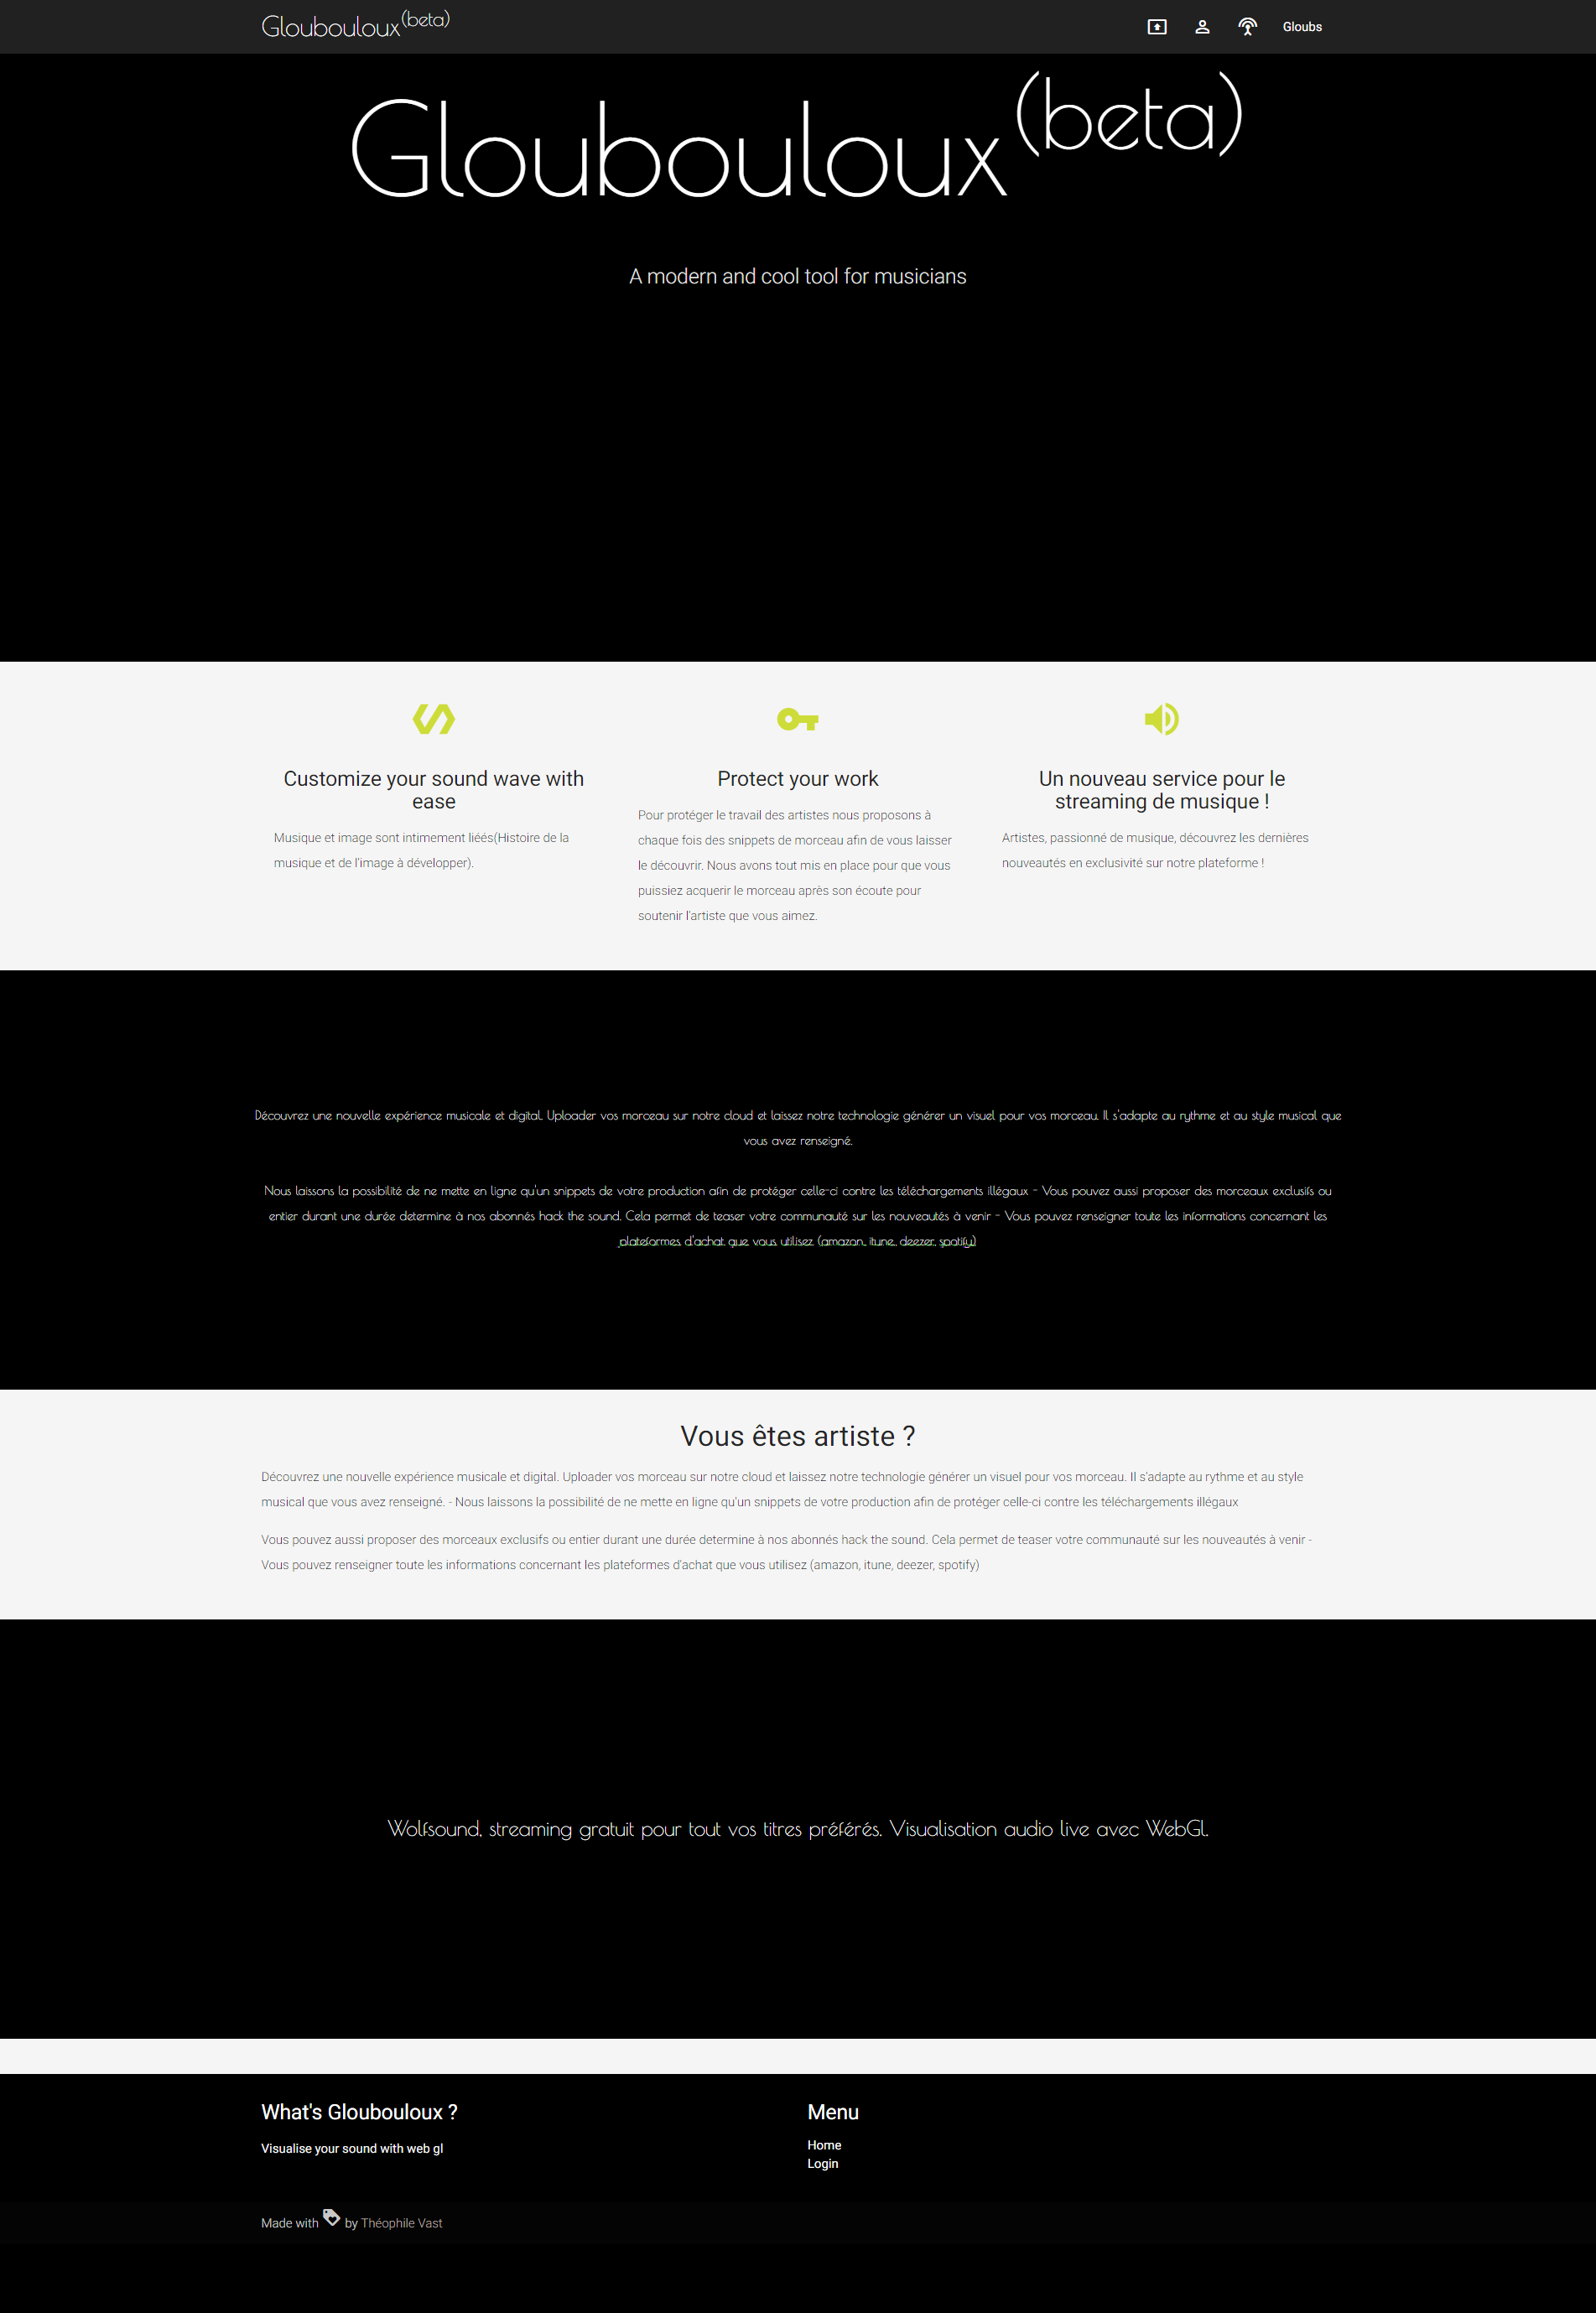 Gloubouloux(beta)
Gloubs
Gloubouloux(beta)
A modern and cool tool for musicians
Customize your sound wave with
ease
Musique et image sont intimement liéés(Histoire de la
musique et de l'image à développer).
Protect your work
Pour protéger le travail des artistes nous proposons à
chaque fois des snippets de morceau afin de vous laisser
le découvrir. Nous avons tout mis en place pour que vous
puissiez acquerir le morceau après son écoute pour
soutenir l'artiste que vous aimez.
Un nouveau service pour le
streaming de musique !
Artistes, passionné de musique, découvrez les dernières
nouveautés en exclusivité sur notre plateforme !
Découvrez une nouvelle expérience musicale et digital. Uploader vos morceau sur notre cloud et laissez notre technologie générer un visuel pour vos morceau. Il s'adapte au rythme et au style musical que
vous avez renseigné.
Nous laissons la possibilité de ne mette en ligne qu'un snippets de votre production afin de protéger celle-ci contre les téléchargements illégaux - Vous pouvez aussi proposer des morceaux exclusifs ou
entier durant une durée determine à nos abonnés hack the sound. Cela permet de teaser votre communauté sur les nouveautés à venir - Vous pouvez renseigner toute les informations concernant les
plateformes d'achat que vous utilisez (amazon, itune, deezer, spotify)
Vous êtes artiste ?
Découvrez une nouvelle expérience musicale et digital. Uploader vos morceau sur notre cloud et laissez notre technologie générer un visuel pour vos morceau. Il s'adapte au rythme et au style
musical que vous avez renseigné. - Nous laissons la possibilité de ne mette en ligne qu'un snippets de votre production afin de protéger celle-ci contre les téléchargements illégaux
Vous pouvez aussi proposer des morceaux exclusifs ou entier durant une durée determine à nos abonnés hack the sound. Cela permet de teaser votre communauté sur les nouveautés à venir -
Vous pouvez renseigner toute les informations concernant les plateformes d'achat que vous utilisez (amazon, itune, deezer, spotify)
Wolfsound, streaming gratuit pour tout vos titres préférés. Visualisation audio live avec WebGl.
What's Gloubouloux ?
Visualise your sound with web gl
Menu
Home
Login
Made with by Théophile Vast